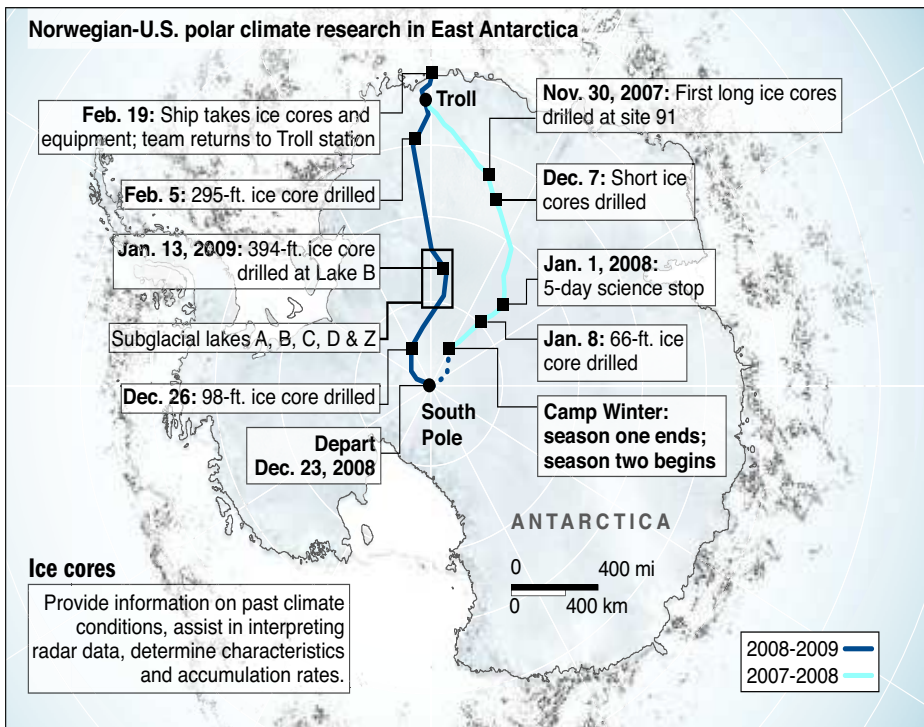 Norwegian-U.S. polar climate research in East Antarctica
Troll
Feb. 19: Ship takes ice cores and
equipment; team returns to Troll station
Nov. 30, 2007: First long ice cores
drilled at site 91
Feb. 5: 295-ft. ice core drilled
Dec. 7: Short ice
cores drilled
Jan. 13, 2009: 394-ft. ice core
drilled at Lake B
Jan. 1, 2008:
5-day science stop
Subglacial lakes A, B, C, D & Z
Jan. 8: 66-ft. ice
core drilled
Dec. 26: 98-ft. ice core drilled
South
Pole
Camp Winter:
season one ends;
season two begins
Depart
Dec. 23, 2008
ANTARCTICA
0 400 mi
0 400 km
Ice cores
Provide information on past climate
conditions, assist in interpreting
radar data, determine characteristics
and accumulation rates.
2008-2009
2007-2008